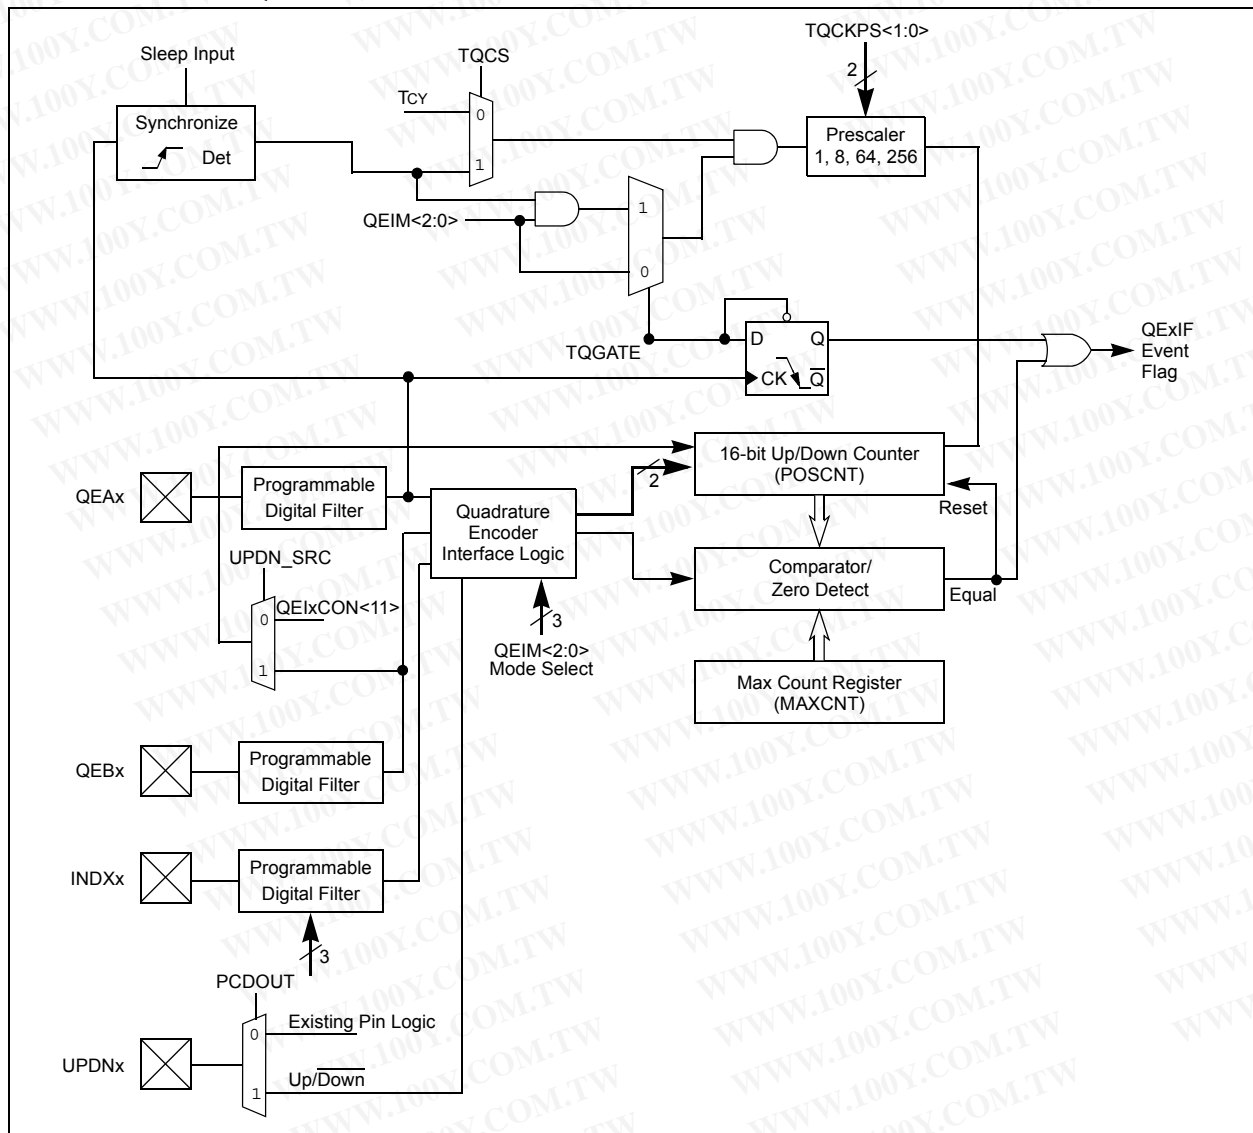 TQCKPS<1:0>
Sleep Input
TQCS
2
TCY
0
Synchronize
Det
1
Prescaler
1, 8, 64, 256
QEIM<2:0>
1
0
TQGATE
D
Q
CK
Q
QExIF
Event
Flag
16-bit Up/Down Counter
(POSCNT)
2
QEAx
Programmable
Digital Filter
Quadrature
Encoder
Interface Logic
Reset
UPDN_SRC
Comparator/
Zero Detect
Equal
0
QEIxCON<11>
1
3
QEIM<2:0>
Mode Select
Max Count Register
(MAXCNT)
QEBx
Programmable
Digital Filter
INDXx
Programmable
Digital Filter
3
PCDOUT
0
Existing Pin Logic
UPDNx
1
Up/Down
WWW.100Y.COM.TW